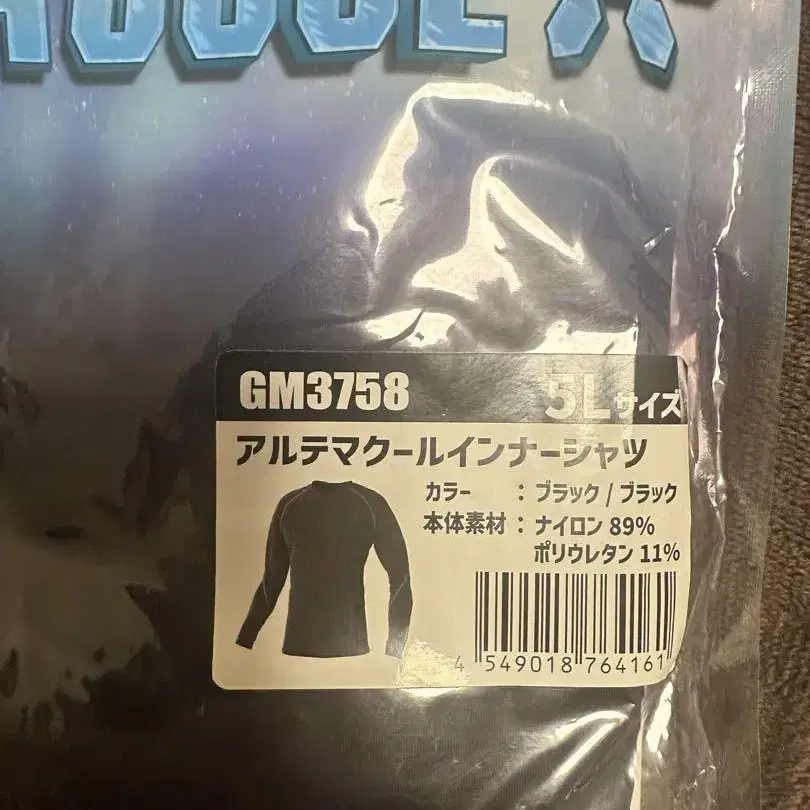 GM3758 5Lサイズ
アルテマクールインナーシャツ
カラー : ブラック / ブラック
本体素材 : ナイロン 89%
ポリウレタン 11%
4 549018 764161